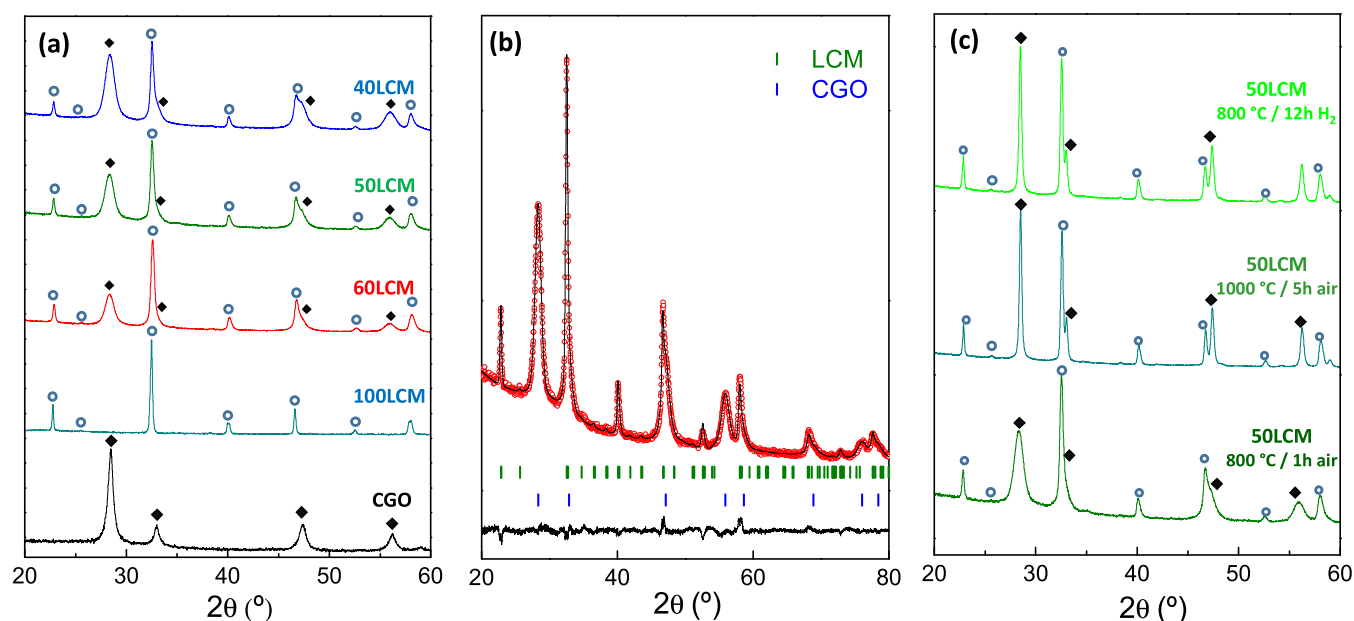 (a)
40LCM
50LCM
60LCM
100LCM
CGO
20 30 40 50 60
2θ (º)
(b)
LCM
CGO
20 40 60 80
2θ (º)
(c)
50LCM
800 °C / 12h H₂
50LCM
1000 °C / 5h air
50LCM
800 °C / 1h air
20 30 40 50 60
2θ (º)